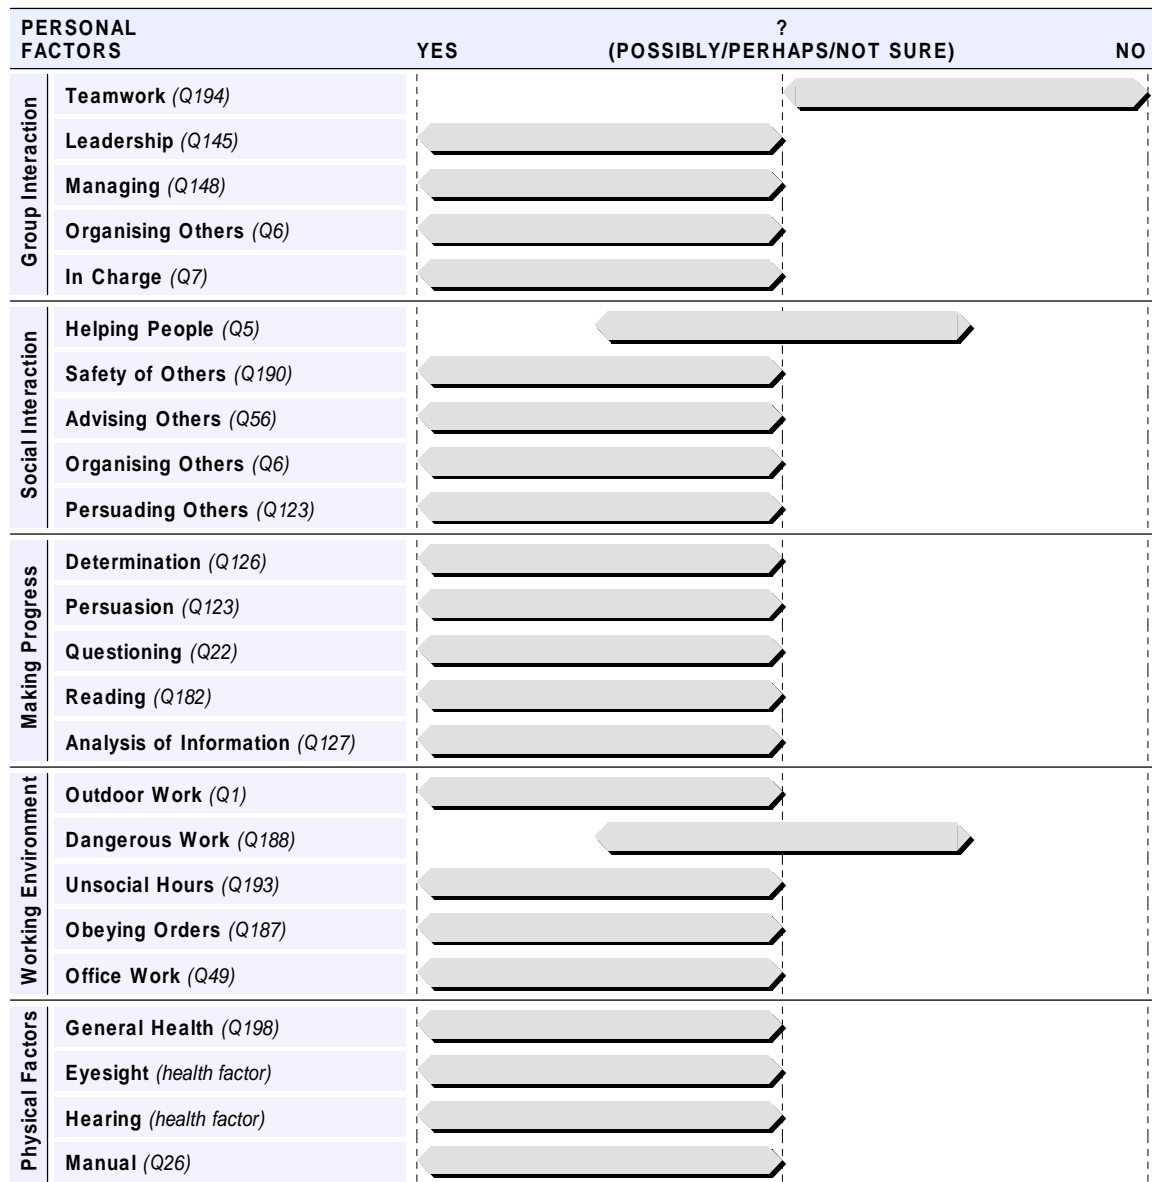 PERSONAL
FACTORS
YES
?
(POSSIBLY/PERHAPS/NOT SURE)
NO
Group Interaction
Teamwork (Q194)
Leadership (Q145)
Managing (Q148)
Organising Others (Q6)
In Charge (Q7)
Social Interaction
Helping People (Q5)
Safety of Others (Q190)
Advising Others (Q56)
Organising Others (Q6)
Persuading Others (Q123)
Making Progress
Determination (Q126)
Persuasion (Q123)
Questioning (Q22)
Reading (Q182)
Analysis of Information (Q127)
Working Environment
Outdoor Work (Q1)
Dangerous Work (Q188)
Unsocial Hours (Q193)
Obeying Orders (Q187)
Office Work (Q49)
Physical Factors
General Health (Q198)
Eyesight (health factor)
Hearing (health factor)
Manual (Q26)